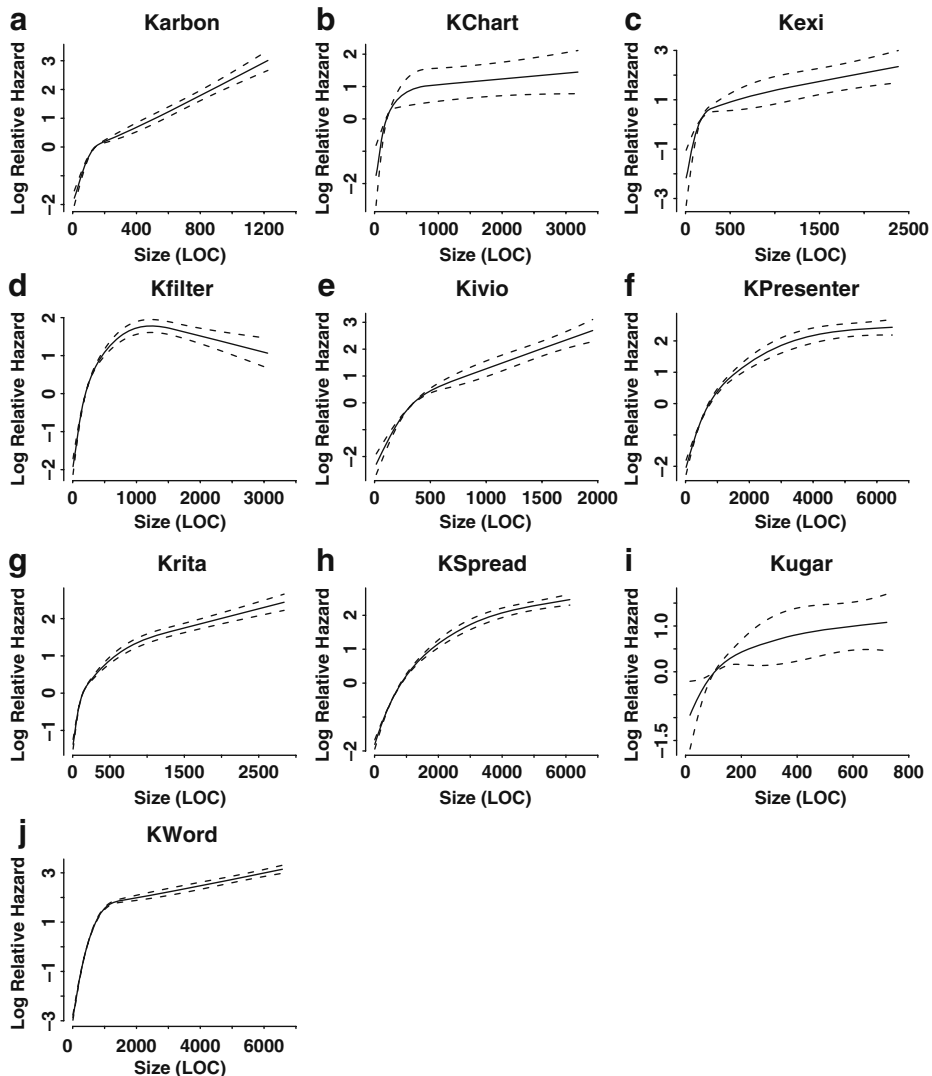 a Karbon
Log Relative Hazard
3
1
0
−2
0 400 800 1200
Size (LOC)
b KChart
Log Relative Hazard
2
1
0
−2
0 1000 2000 3000
Size (LOC)
c Kexi
Log Relative Hazard
3
1
−1
−3
0 500 1500 2500
Size (LOC)
d Kfilter
Log Relative Hazard
2
1
0
−1
−2
0 1000 2000 3000
Size (LOC)
e Kivio
Log Relative Hazard
3
2
0
−2
0 500 1000 1500 2000
Size (LOC)
f KPresenter
Log Relative Hazard
2
0
−2
0 2000 4000 6000
Size (LOC)
g Krita
Log Relative Hazard
2
1
0
−1
0 500 1500 2500
Size (LOC)
h KSpread
Log Relative Hazard
2
0
−2
0 2000 4000 6000
Size (LOC)
i Kugar
Log Relative Hazard
1.0
0.0
−1.5
0 200 400 600 800
Size (LOC)
j KWord
Log Relative Hazard
3
1
−1
−3
0 2000 4000 6000
Size (LOC)